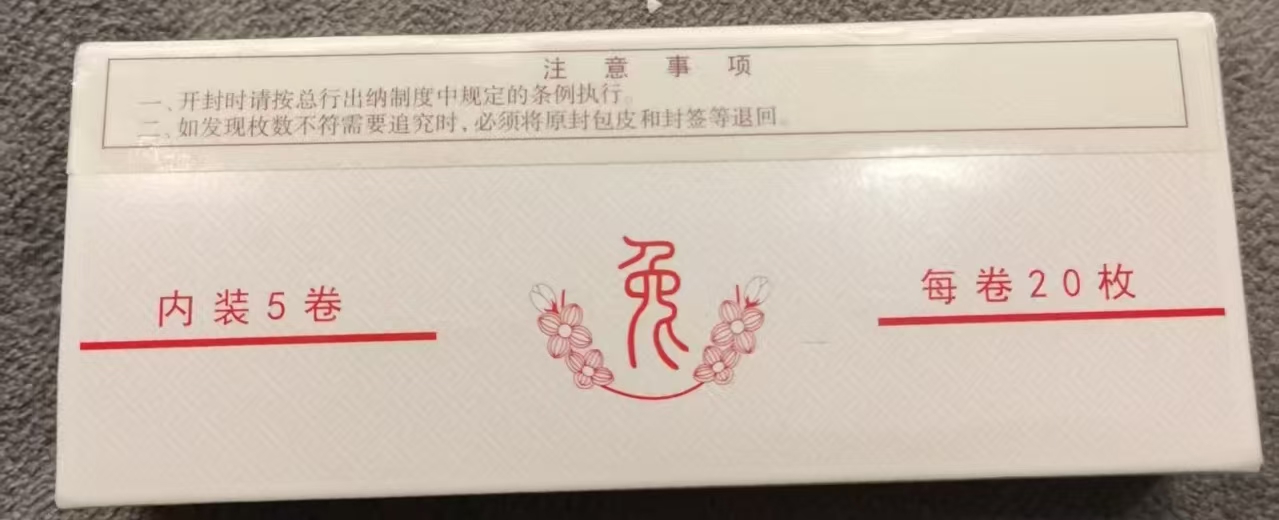 注意事项
一、开封时请按总行出纳制度中规定的条例执行。
二、如发现枚数不符需要追究时,必须将原封包皮和封签等退回。
内装5卷
兔
每卷20枚